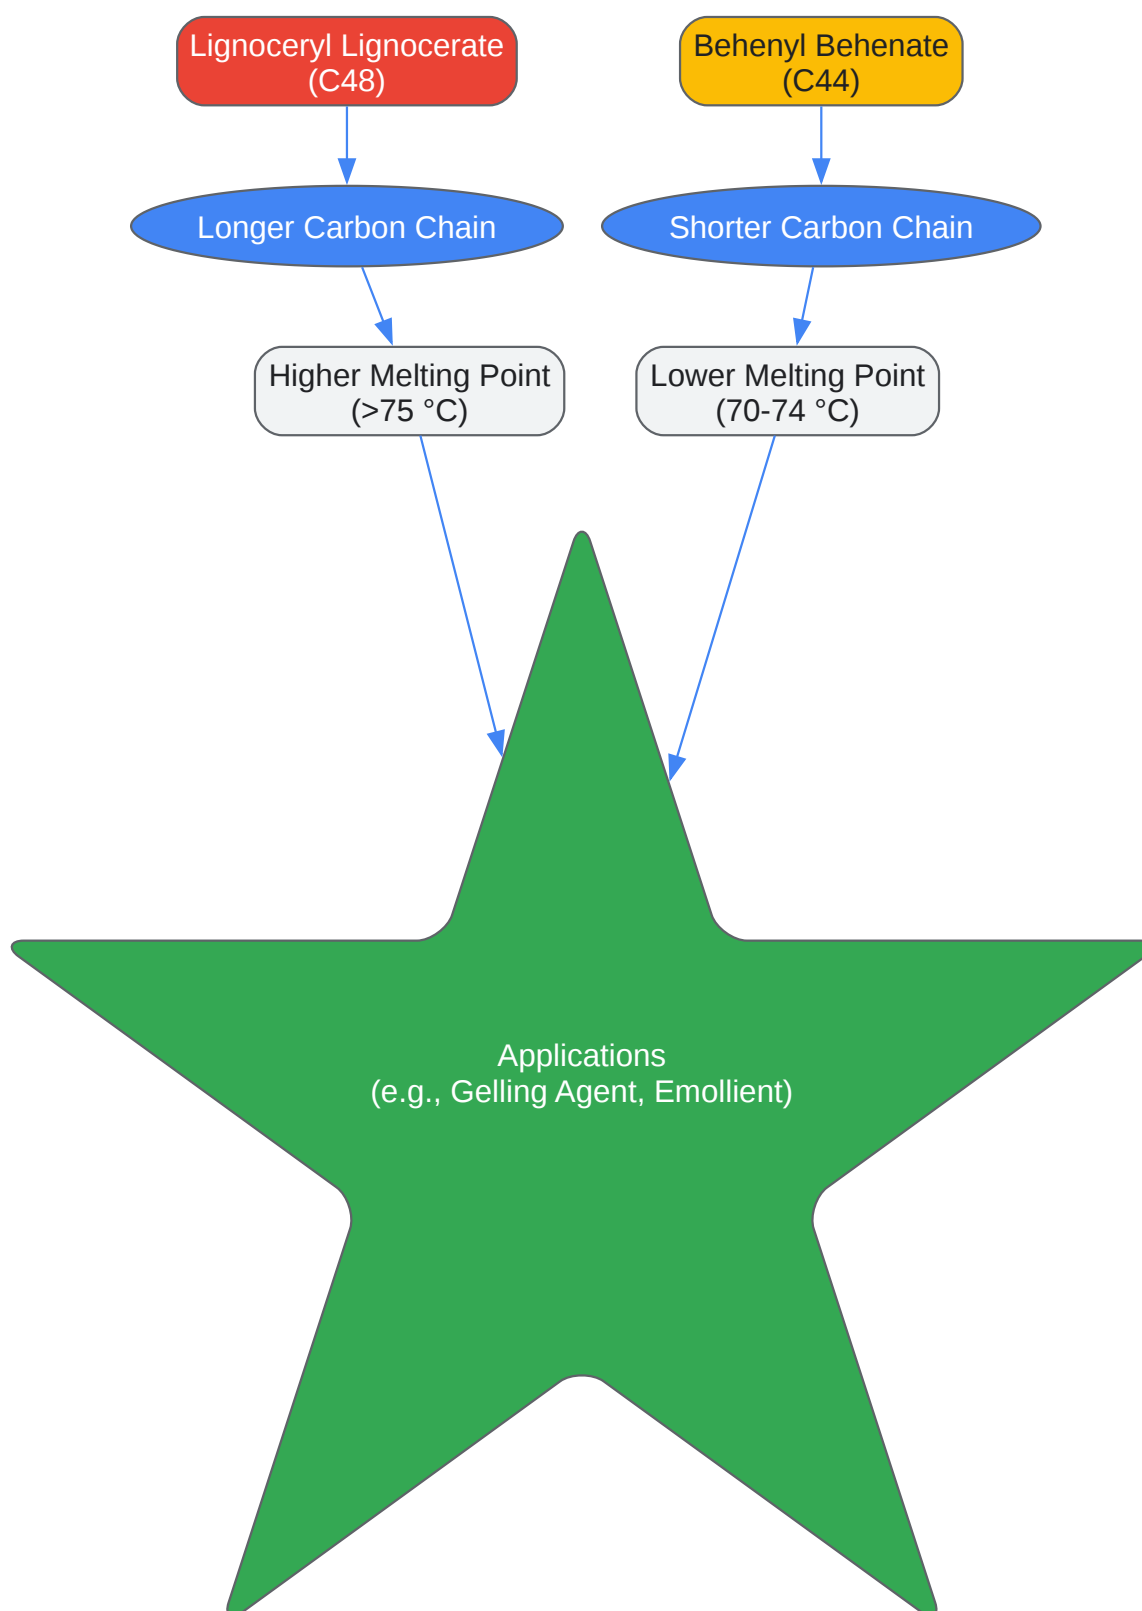 Lignoceryl Lignocerate
(C48)
Behenyl Behenate
(C44)
Longer Carbon Chain
Shorter Carbon Chain
Higher Melting Point
(>75 °C)
Lower Melting Point
(70-74 °C)
Applications
(e.g., Gelling Agent, Emollient)